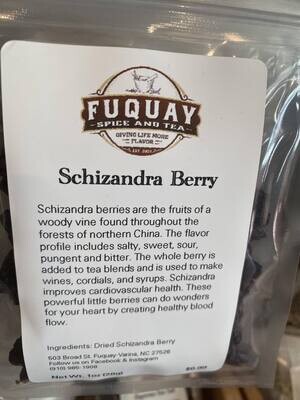 FUQUAY
SPICE AND TEA
GIVING LIFE MORE
FLAVOR
Schizandra Berry
Schizandra berries are the fruits of a
woody vine found throughout the
forests of northern China. The flavor
profile includes salty, sweet, sour,
pungent and bitter. The whole berry is
added to tea blends and is used to make
wines, cordials, and syrups. Schizandra
improves cardiovascular health. These
powerful little berries can do wonders
for your heart by creating healthy blood
flow.
Ingredients: Dried Schizandra Berry
503 Broad St. Fuquay-Varina, NC 27526
Follow us on Facebook & Instagram
(910) 985-1908
Net Wt. 1oz (28g)